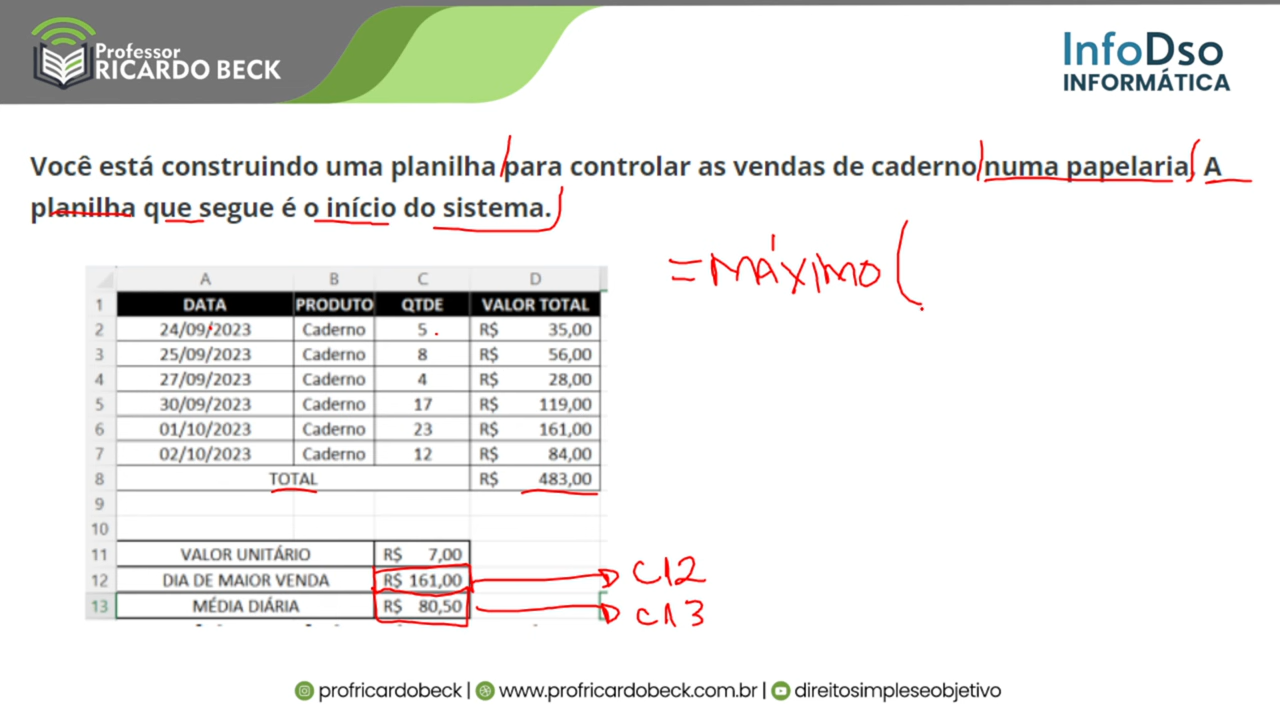 Professor
RICARDO BECK
InfoDso
INFORMÁTICA
Você está construindo uma planilha para controlar as vendas de caderno numa papelaria. A
planilha que segue é o início do sistema.
=MÁXIMO(
A B C D
1 DATA PRODUTO QTDE VALOR TOTAL
2 24/09/2023 Caderno 5 R$ 35,00
3 25/09/2023 Caderno 8 R$ 56,00
4 27/09/2023 Caderno 4 R$ 28,00
5 30/09/2023 Caderno 17 R$ 119,00
6 01/10/2023 Caderno 23 R$ 161,00
7 02/10/2023 Caderno 12 R$ 84,00
8 TOTAL R$ 483,00
9
10
11 VALOR UNITÁRIO R$ 7,00
12 DIA DE MAIOR VENDA R$ 161,00 C12
13 MÉDIA DIÁRIA R$ 80,50 C13
profricardobeck | www.profricardobeck.com.br | direitosimpleseobjetivo